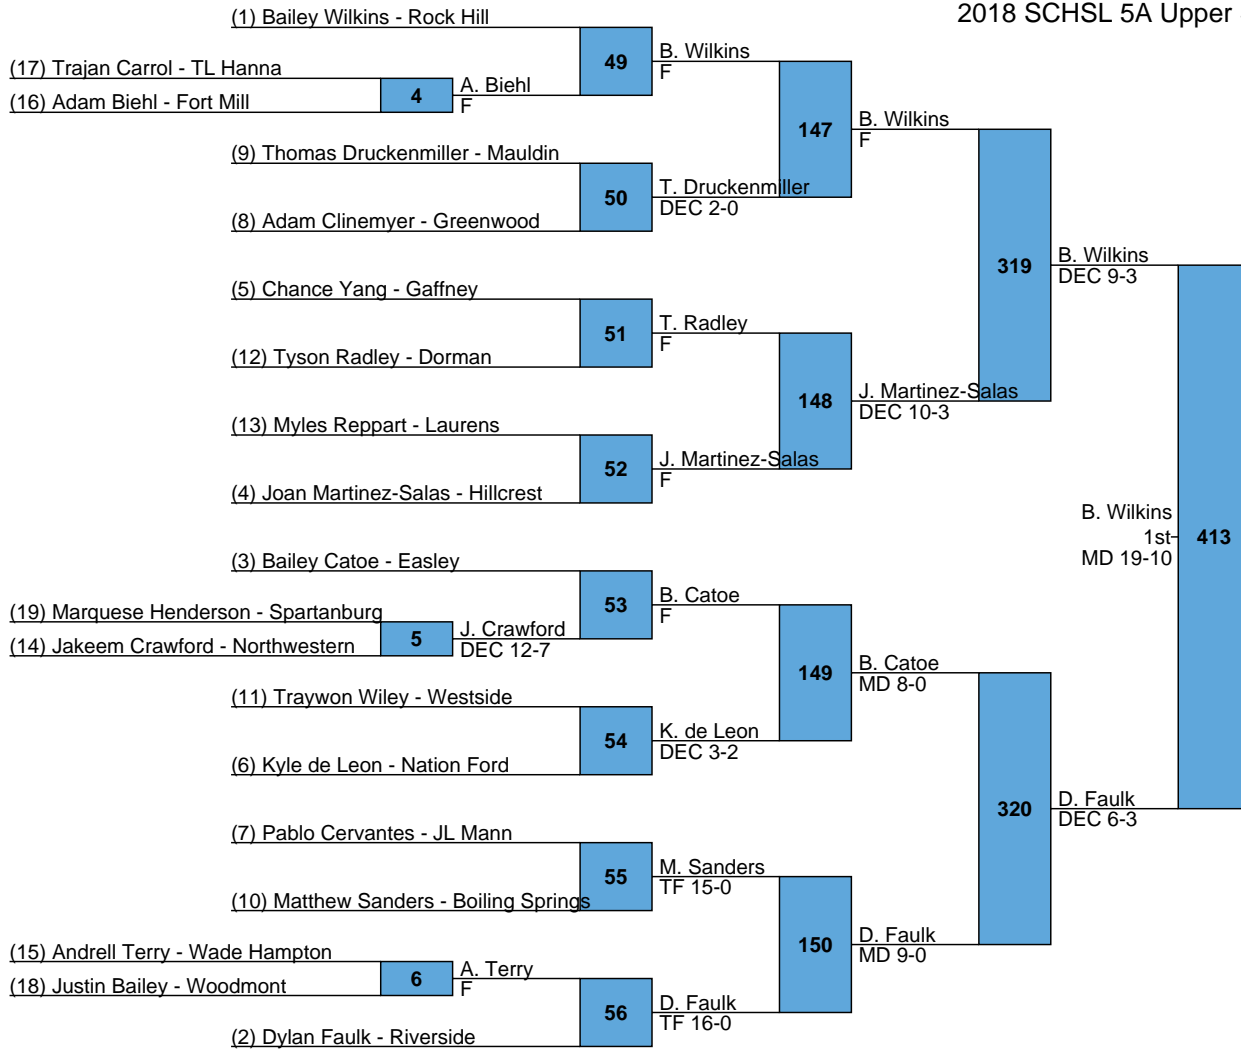 2018 SCHSL 5A Upper
(1) Bailey Wilkins - Rock Hill
49
B. Wilkins
F
(17) Trajan Carrol - TL Hanna
4
A. Biehl
F
(16) Adam Biehl - Fort Mill
147
B. Wilkins
F
(9) Thomas Druckenmiller - Mauldin
50
T. Druckenmiller
DEC 2-0
(8) Adam Clinemyer - Greenwood
319
B. Wilkins
DEC 9-3
(5) Chance Yang - Gaffney
51
T. Radley
F
(12) Tyson Radley - Dorman
148
J. Martinez-Salas
DEC 10-3
(13) Myles Reppart - Laurens
52
J. Martinez-Salas
F
(4) Joan Martinez-Salas - Hillcrest
B. Wilkins
1st
MD 19-10
413
(3) Bailey Catoe - Easley
53
B. Catoe
F
(19) Marquese Henderson - Spartanburg
5
J. Crawford
DEC 12-7
(14) Jakeem Crawford - Northwestern
149
B. Catoe
MD 8-0
(11) Traywon Wiley - Westside
54
K. de Leon
DEC 3-2
(6) Kyle de Leon - Nation Ford
320
D. Faulk
DEC 6-3
(7) Pablo Cervantes - JL Mann
55
M. Sanders
TF 15-0
(10) Matthew Sanders - Boiling Springs
150
D. Faulk
MD 9-0
(15) Andrell Terry - Wade Hampton
6
A. Terry
F
(18) Justin Bailey - Woodmont
56
D. Faulk
TF 16-0
(2) Dylan Faulk - Riverside